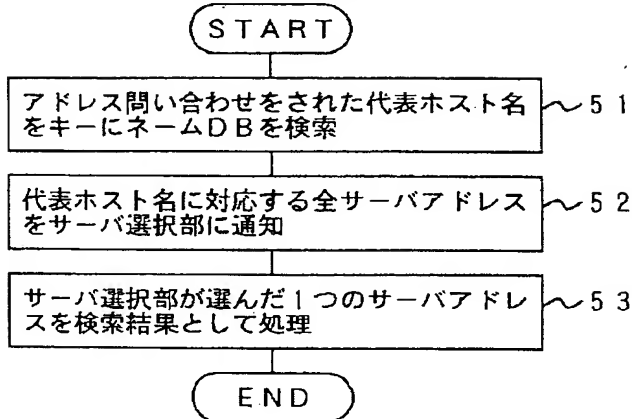 START
アドレス問い合わせをされた代表ホスト名 51
をキーにネームDBを検索
代表ホスト名に対応する全サーバアドレス 52
をサーバ選択部に通知
サーバ選択部が選んだ1つのサーバアドレ 53
スを検索結果として処理
END